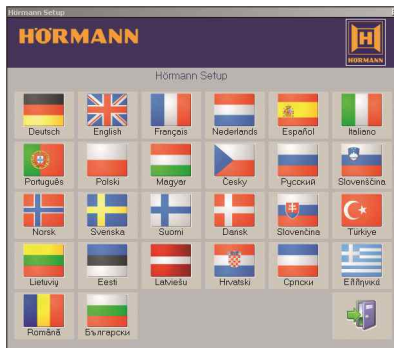 Hörmann Setup
HÖRMANN
HORMANN
Hörmann Setup
Deutsch English Français Nederlands Español Italiano
Português Polski Magyar Česky Русский Slovenščina
Norsk Svenska Suomi Dansk Slovenčina Türkiye
Lietuvių Eesti Latviešu Hrvatski Српски Ελληνικά
Română Български